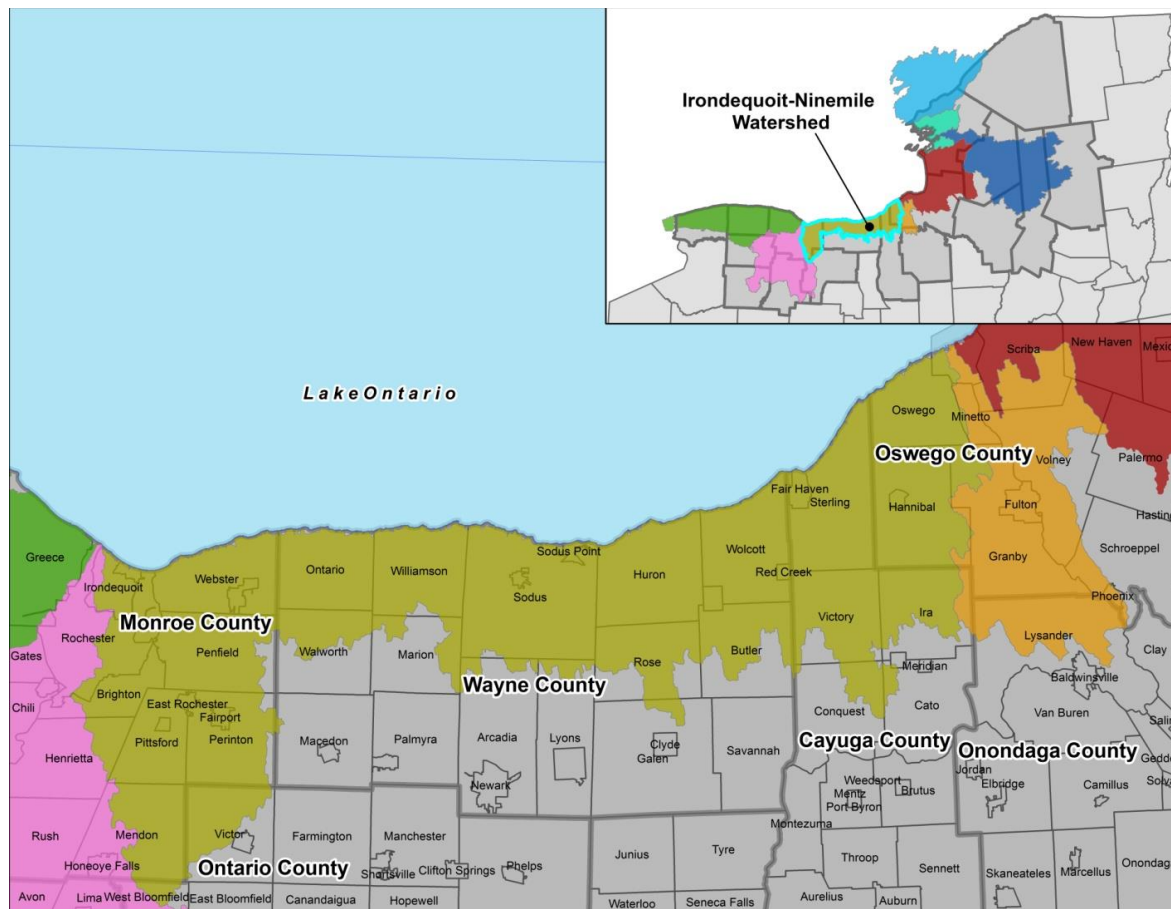 Irondequoit-Ninemile
Watershed
Lake Ontario
Scriba
New Haven
Oswego
Minetto
Oswego County
Volney
Palermo
Fair Haven
Sterling
Hannibal
Fulton
Greece
Irondequoit
Webster
Ontario
Williamson
Sodus Point
Sodus
Huron
Wolcott
Red Creek
Granby
Schroeppel
Phoenix
Monroe County
Rochester
Gates
Penfield
Walworth
Marion
Rose
Butler
Victory
Ira
Lysander
Clay
Chili
Brighton
East Rochester
Fairport
Wayne County
Meridian
Baldwinsville
Pittsford
Perinton
Macedon
Palmyra
Arcadia
Lyons
Clyde
Galen
Savannah
Conquest
Cato
Van Buren
Cayuga County
Onondaga County
Henrietta
Newark
Weedsport
Mentz
Brutus
Port Byron
Jordan
Elbridge
Camillus
Rush
Mendon
Victor
Farmington
Manchester
Montezuma
Honeoye Falls
Ontario County
Shortsville
Clifton Springs
Phelps
Junius
Tyre
Throop
Sennett
Skaneateles
Marcellus
Avon
Lima
West Bloomfield
East Bloomfield
Canandaigua
Hopewell
Waterloo
Seneca Falls
Aurelius
Auburn